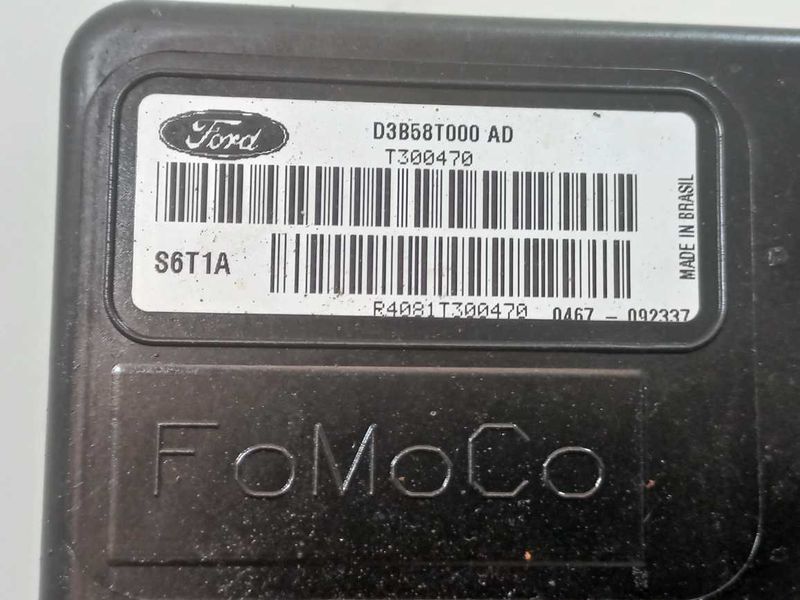 Ford
D3B58T000 AD
T300470
MADE IN BRASIL
S6T1A
R4081T300470 0467 - 092337
FoMoCo